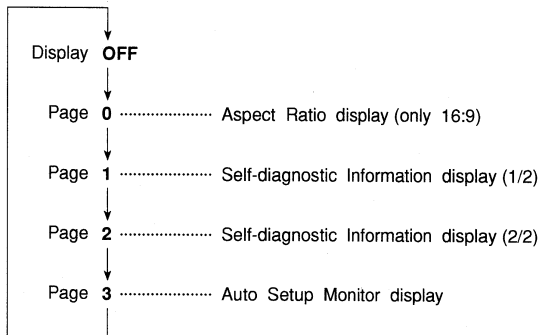 Display OFF
Page 0 ····················· Aspect Ratio display (only 16:9)
Page 1 ····················· Self-diagnostic Information display (1/2)
Page 2 ····················· Self-diagnostic Information display (2/2)
Page 3 ····················· Auto Setup Monitor display